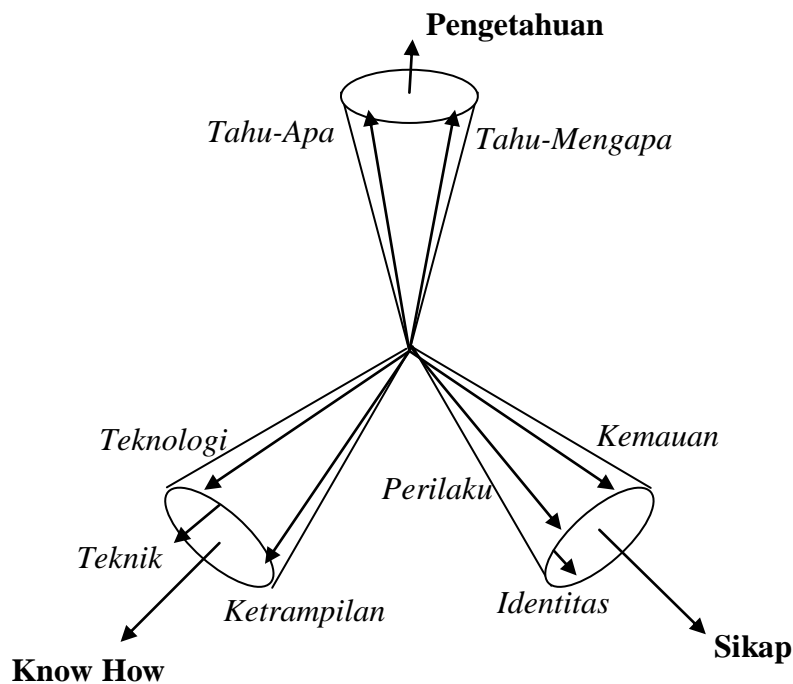 Pengetahuan
Tahu-Apa
Tahu-Mengapa
Teknologi
Kemauan
Perilaku
Teknik
Ketrampilan
Identitas
Know How
Sikap